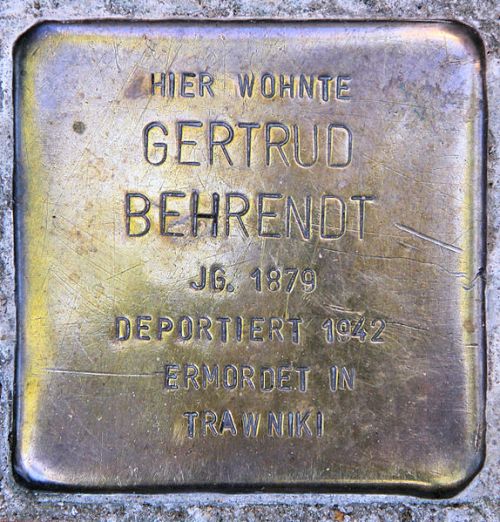 HIER WOHNTE
GERTRUD
BEHRENDT
JG. 1879
DEPORTIERT 1942
ERMORDET IN
TRAWNIKI